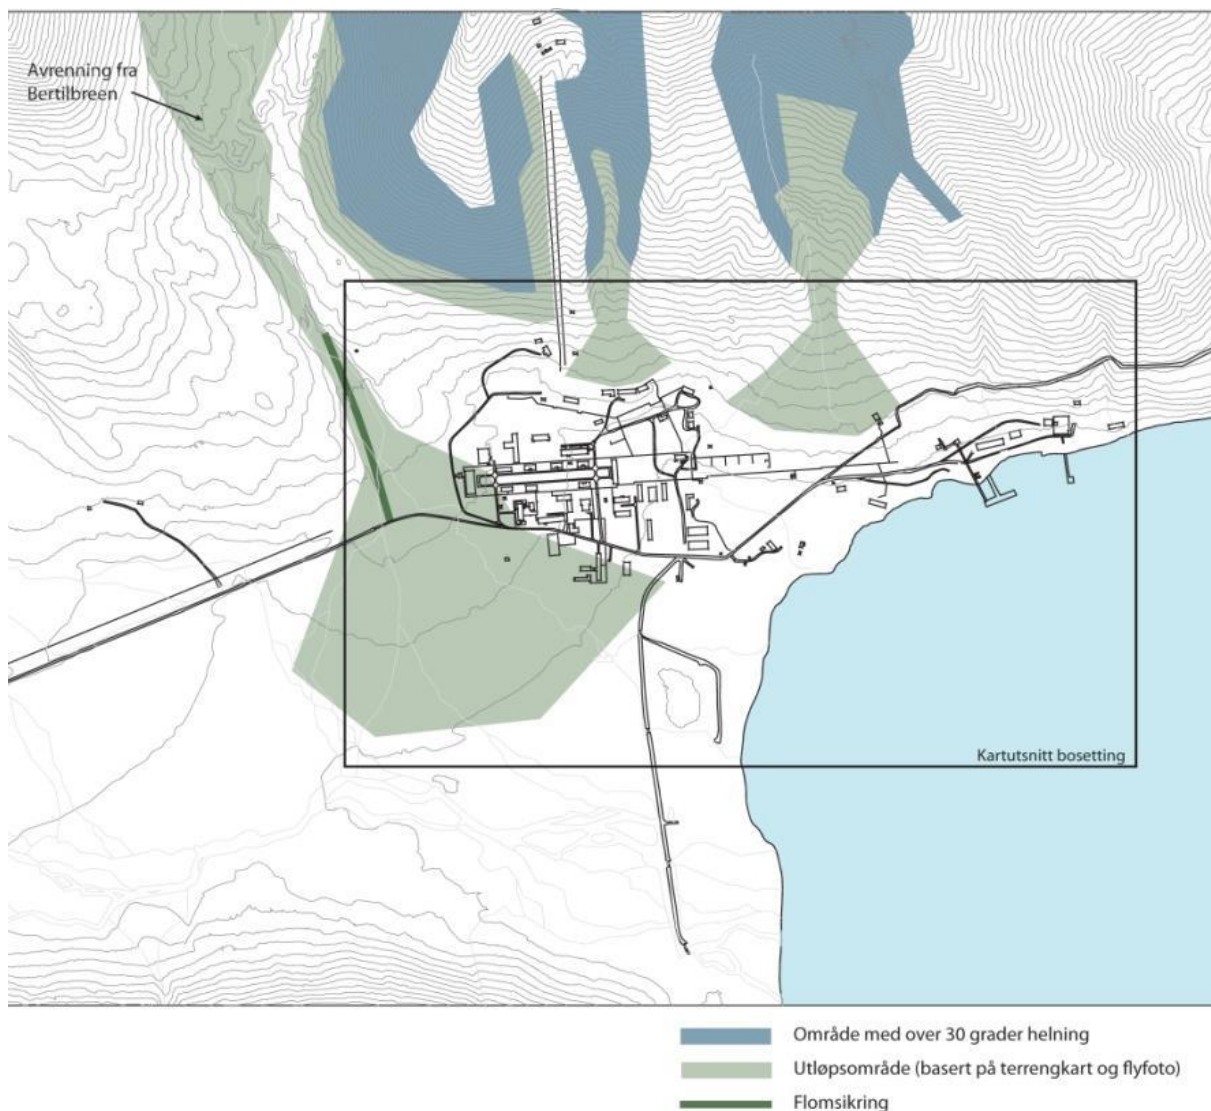 Avrenning fra
Bertilbreen
Kartutsnitt bosetting
Område med over 30 grader helning
Utløpsområde (basert på terrengkart og flyfoto)
Flomsikring